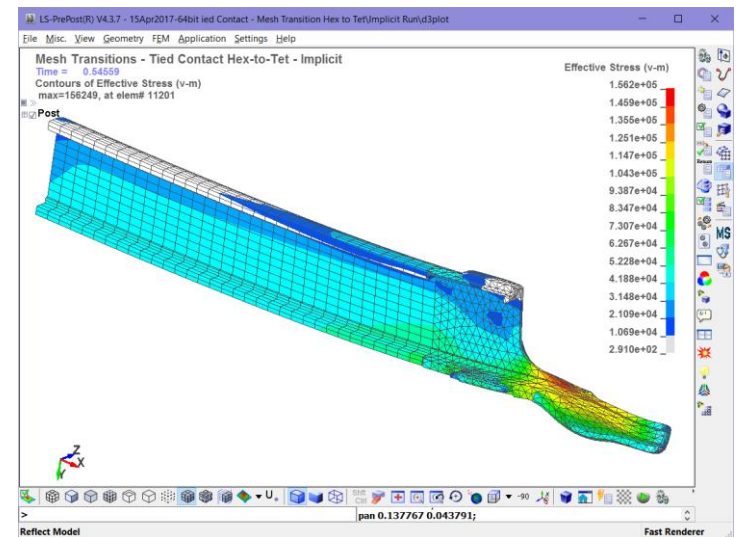 LS-PrePost(R) V4.3.7 - 15Apr2017-64bit ied Contact - Mesh Transition Hex to Tet\Implicit Run\d3plot
File Misc. View Geometry FEM Application Settings Help
Mesh Transitions - Tied Contact Hex-to-Tet - Implicit
Time = 0.54559
Contours of Effective Stress (v-m)
max=156249, at elem# 11201
Post
Effective Stress (v-m)
1.562e+05
1.459e+05
1.355e+05
1.251e+05
1.147e+05
1.043e+05
9.387e+04
8.347e+04
7.307e+04
6.267e+04
5.228e+04
4.188e+04
3.148e+04
2.109e+04
1.069e+04
2.910e+02
MS
Z
X
Y
-90
>
pan 0.137767 0.043791;
Reflect Model
Fast Renderer